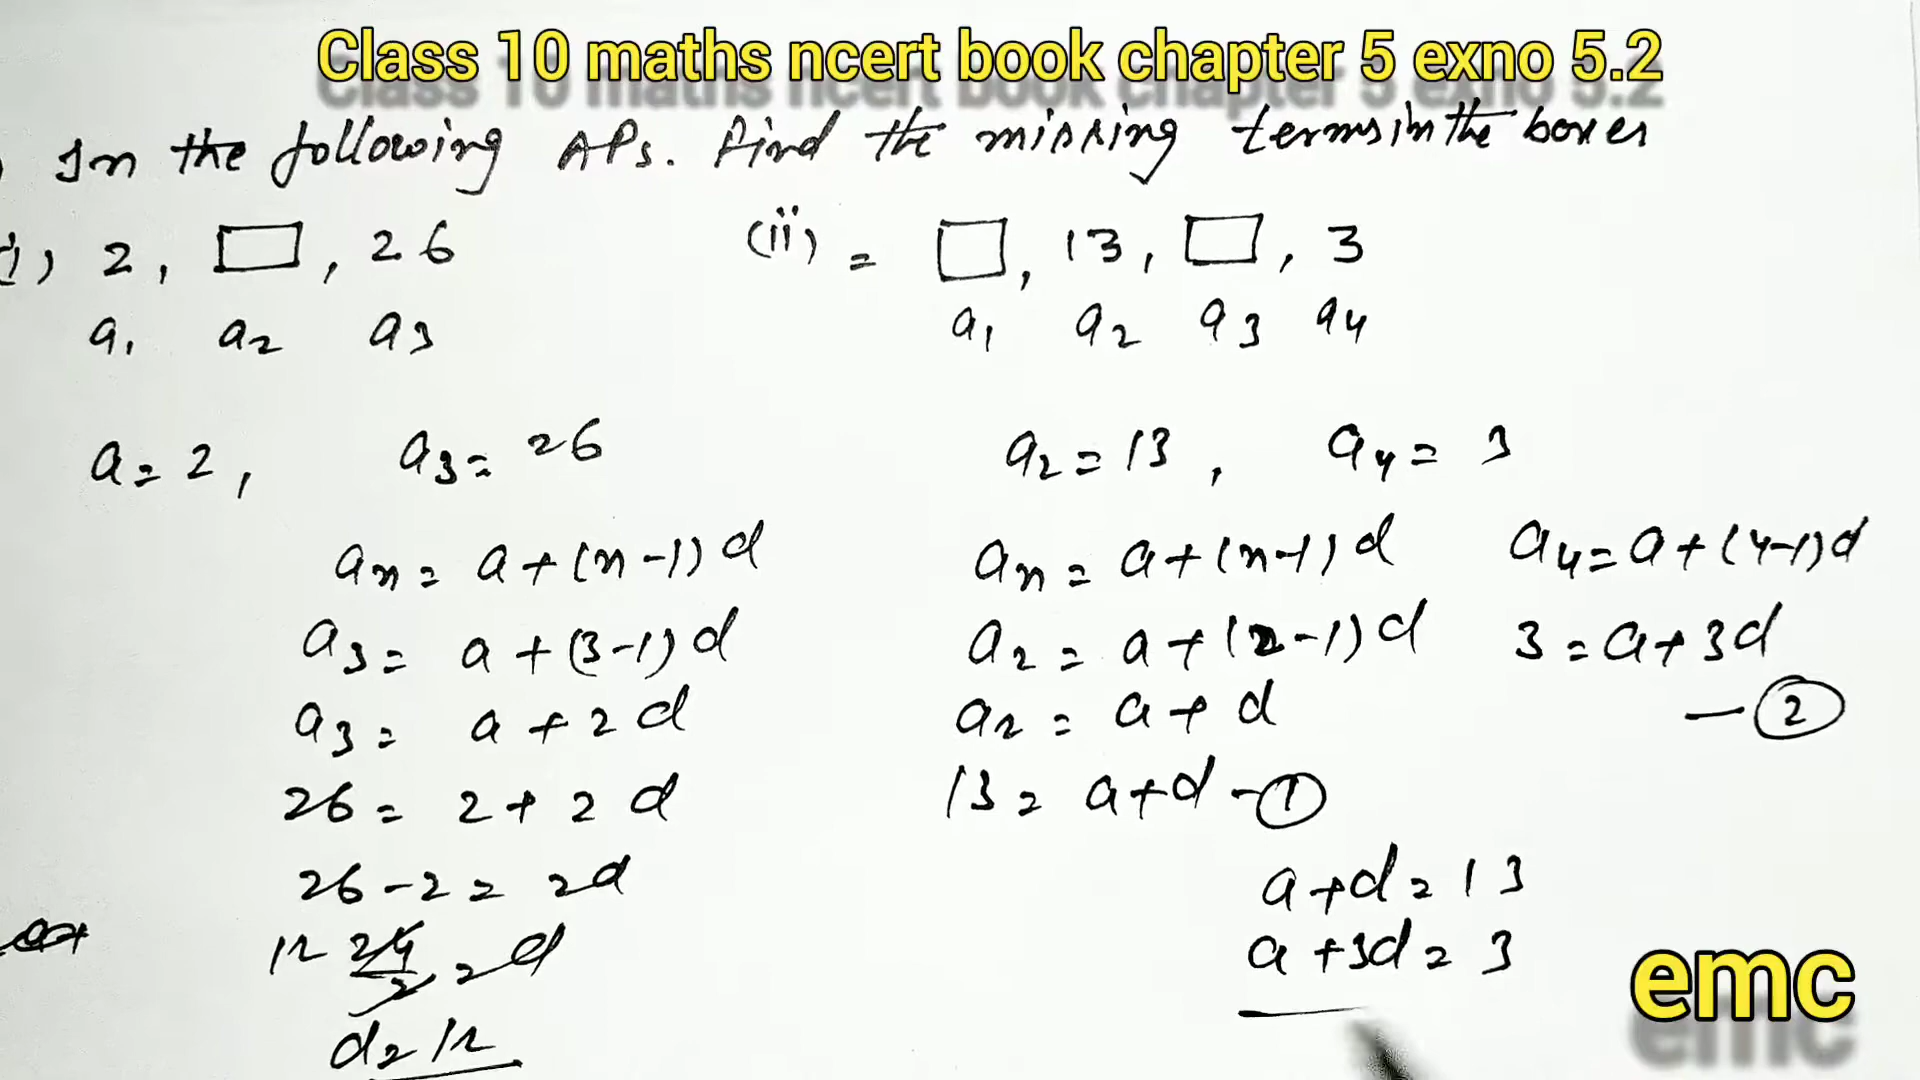 Class 10 maths ncert book chapter 5 exno 5.2
In the following APs. find the missing terms in the boxes
i) 2, □, 26
a1 a2 a3
a = 2, a3 = 26
an = a + (n-1) d
a3 = a + (3-1) d
a3 = a + 2d
26 = 2 + 2d
26 - 2 = 2d
12 24/2 = d
d = 12
(ii) = □, 13, □, 3
a1 a2 a3 a4
a2 = 13, a4 = 3
an = a + (n-1) d
a2 = a + (2-1) d
a2 = a + d
13 = a + d - ①
a4 = a + (4-1) d
3 = a + 3d
- ②
a + d = 13
a + 3d = 3
emc